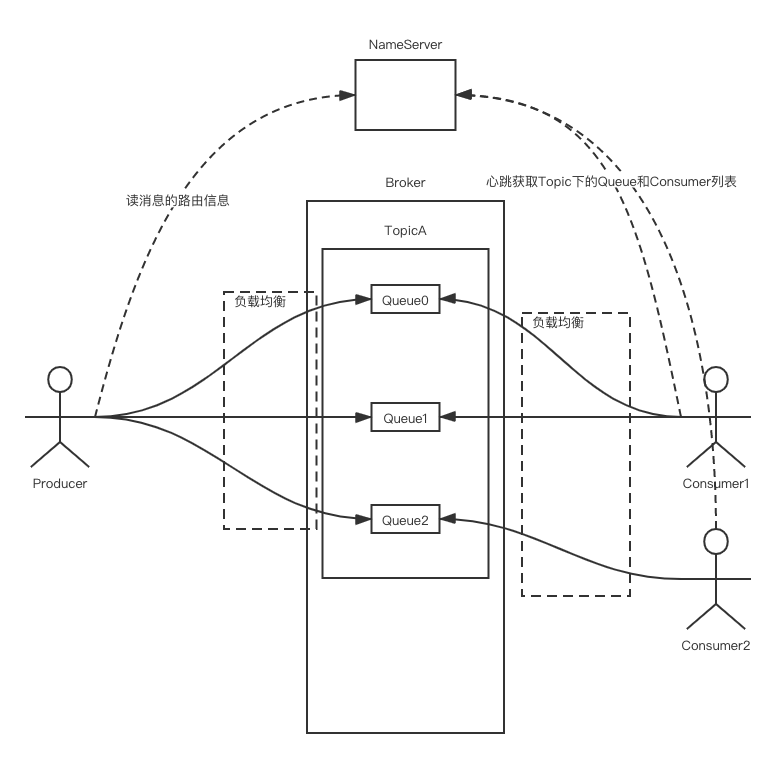 NameServer
Broker
心跳获取Topic下的Queue和Consumer列表
读消息的路由信息
TopicA
负载均衡
Queue0
负载均衡
Queue1
Producer
Consumer1
Queue2
Consumer2